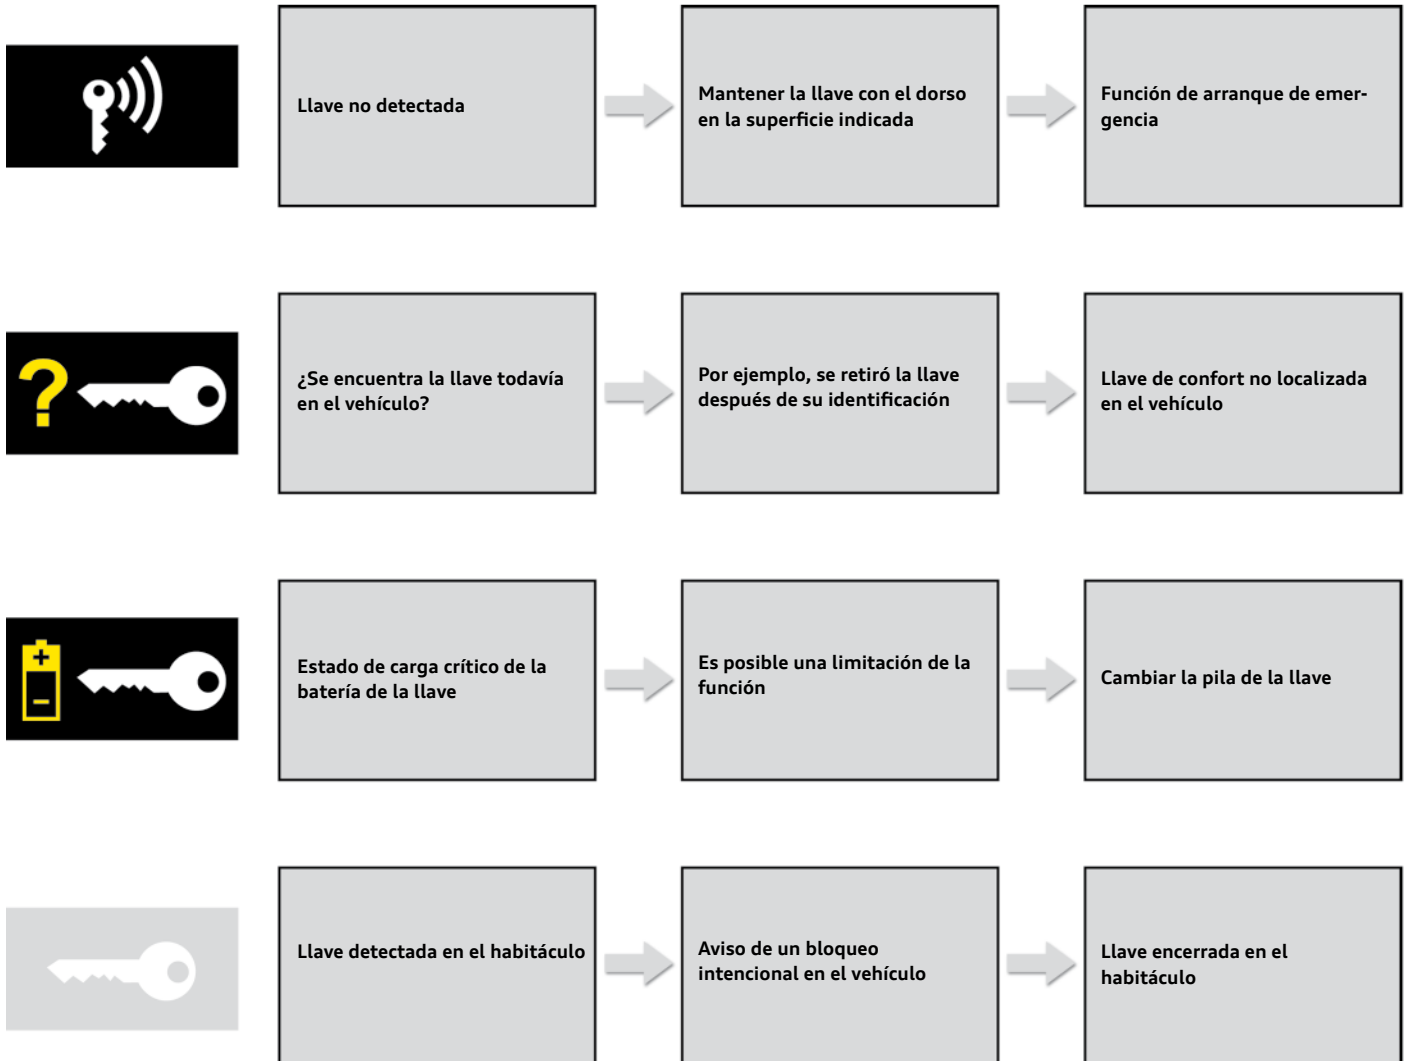 Llave no detectada
Mantener la llave con el dorso
en la superficie indicada
Función de arranque de emer-
gencia
?
¿Se encuentra la llave todavía
en el vehículo?
Por ejemplo, se retiró la llave
después de su identificación
Llave de confort no localizada
en el vehículo
+
-
Estado de carga crítico de la
batería de la llave
Es posible una limitación de la
función
Cambiar la pila de la llave
Llave detectada en el habitáculo
Aviso de un bloqueo
intencional en el vehículo
Llave encerrada en el
habitáculo